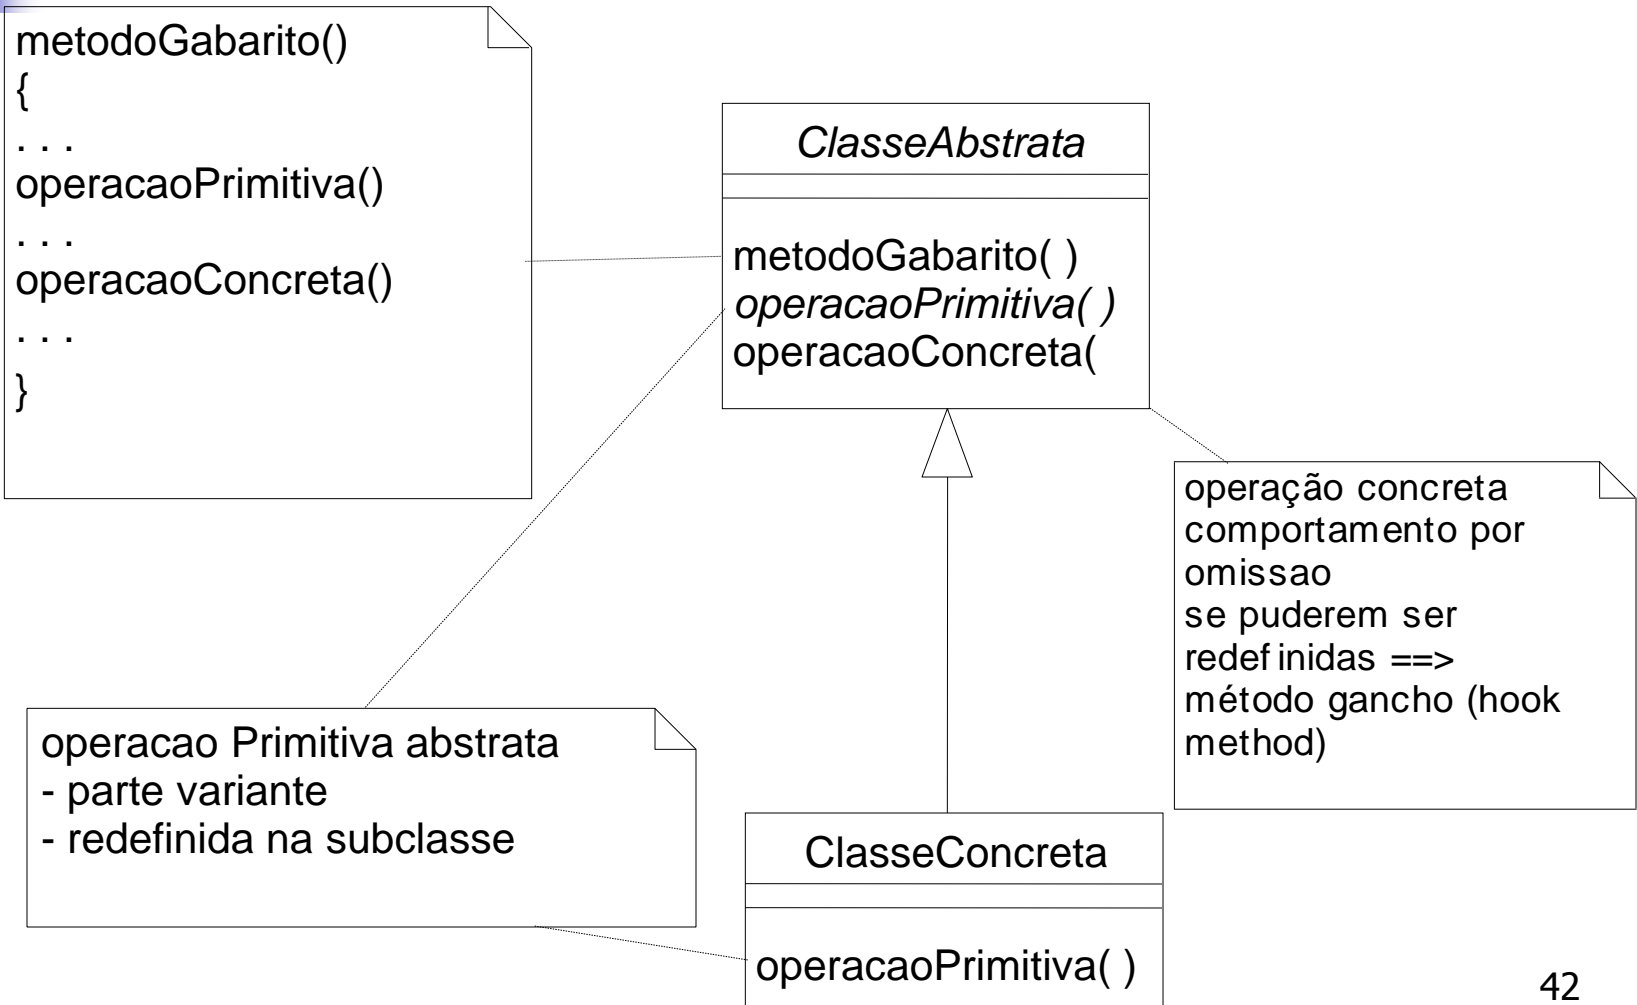 metodoGabarito()
{
. . .
operacaoPrimitiva()
. . .
operacaoConcreta()
. . .
}
ClasseAbstrata
metodoGabarito( )
operacaoPrimitiva( )
operacaoConcreta(
operação concreta
comportamento por
omissao
se puderem ser
redefinidas ==>
método gancho (hook
method)
operacao Primitiva abstrata
- parte variante
- redefinida na subclasse
ClasseConcreta
operacaoPrimitiva( )
42